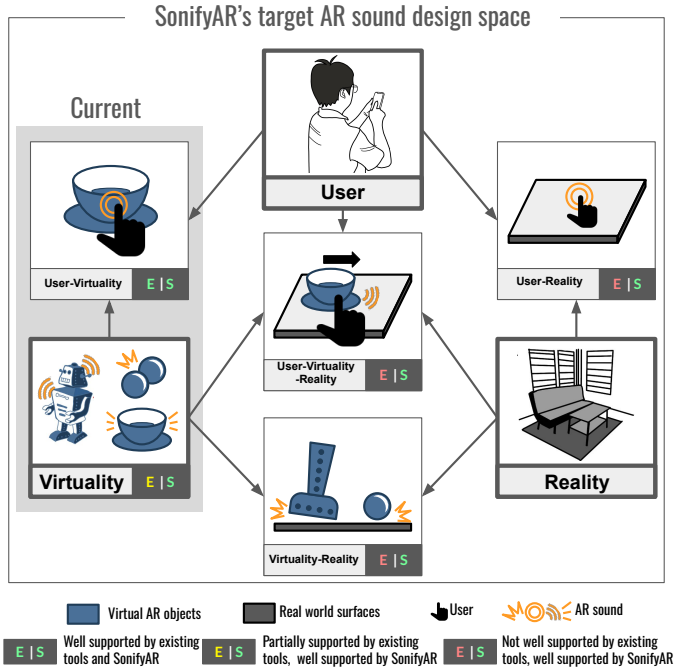 SonifyAR's target AR sound design space
Current
User
User-Virtuality E | S
User-Reality E | S
User-Virtuality
-Reality E | S
Virtuality E | S
Reality
Virtuality-Reality E | S
Virtual AR objects
Real world surfaces
User
AR sound
E | S Well supported by existing
tools and SonifyAR
E | S Partially supported by existing
tools, well supported by SonifyAR
E | S Not well supported by existing
tools, well supported by SonifyAR